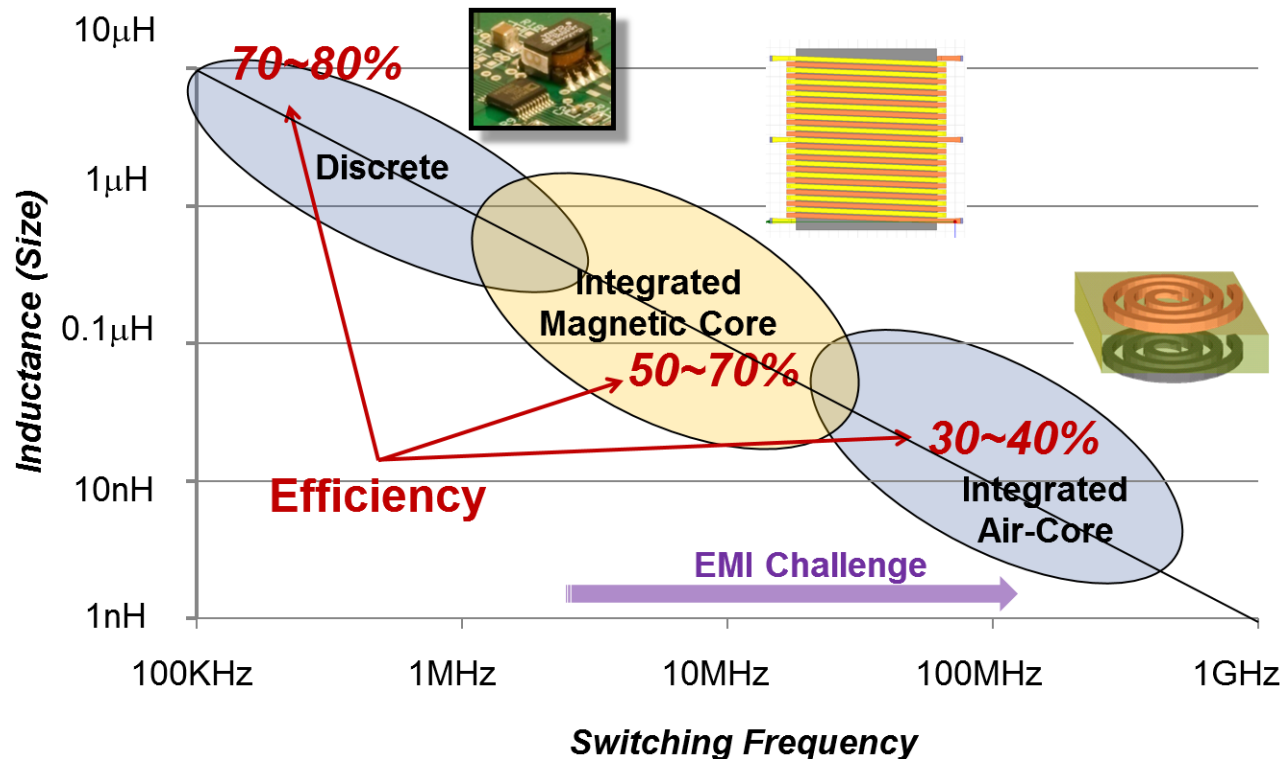 10μH
70~80%
Discrete
1μH
Integrated
Magnetic Core
0.1μH
50~70%
30~40%
10nH
Efficiency
Integrated
Air-Core
EMI Challenge
1nH
100KHz
1MHz
10MHz
100MHz
1GHz
Inductance (Size)
Switching Frequency